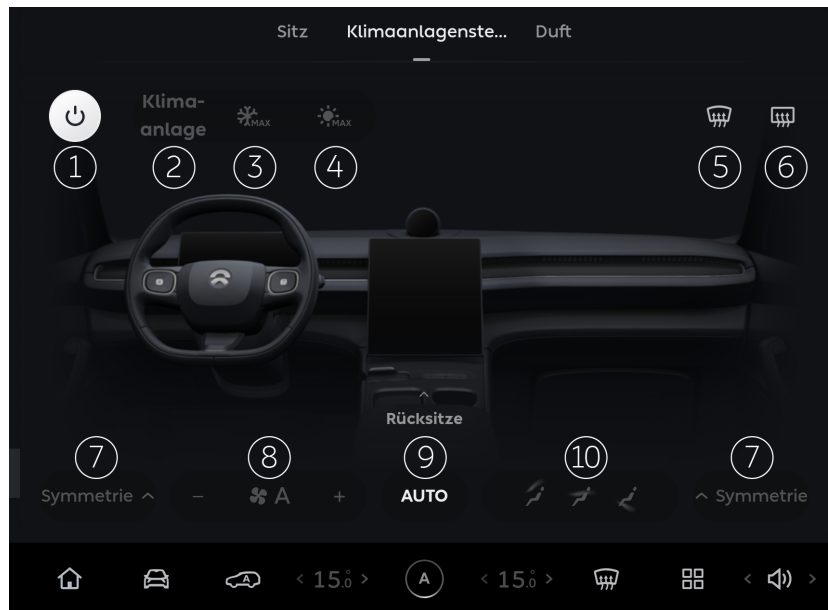 Sitz Klimaanlagenste... Duft
Klima-
anlage
MAX MAX
1 2 3 4 5 6
Rücksitze
7 8 9 10 7
Symmetrie − A + AUTO Symmetrie
A < 15.0° > A < 15.0° > < >